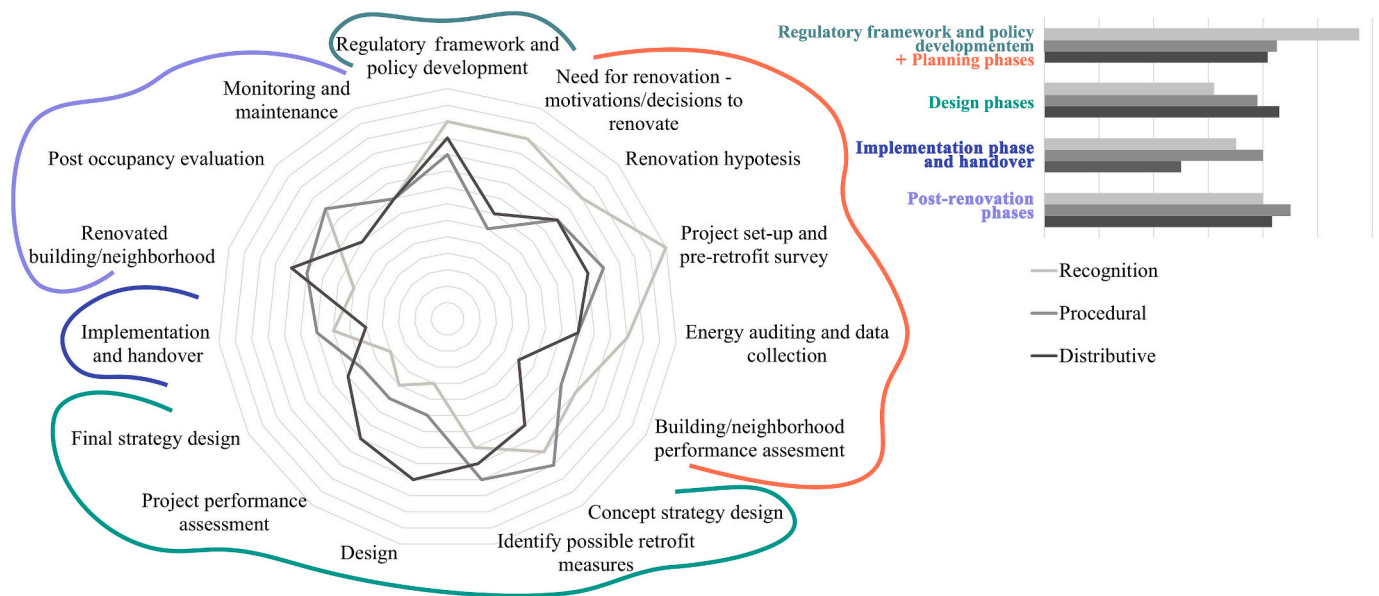 Regulatory framework and
policy development
Need for renovation -
motivations/decisions to
renovate
Renovation hypotesis
Project set-up and
pre-retrofit survey
Energy auditing and data
collection
Building/neighborhood
performance assesment
Concept strategy design
Identify possible retrofit
measures
Design
Project performance
assessment
Final strategy design
Implementation
and handover
Renovated
building/neighborhood
Post occupancy evaluation
Monitoring and
maintenance
Regulatory framework and policy
developmentem
+ Planning phases
Design phases
Implementation phase
and handover
Post-renovation
phases
Recognition
Procedural
Distributive